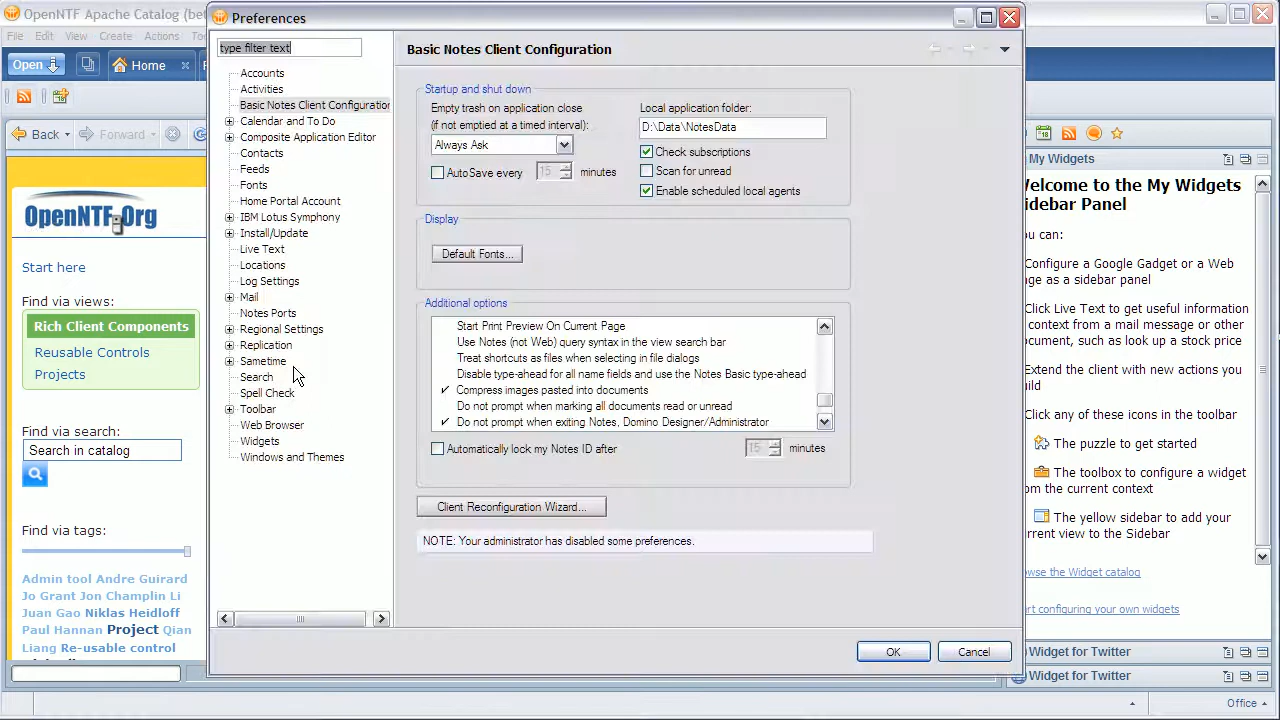 OpenNTF Apache Catalog (bet
File Edit View Create Actions
Open
Home
Back
Forward
OpenNTF.Org
Start here
Find via views:
Rich Client Components
Reusable Controls
Projects
Find via search:
Search in catalog
Find via tags:
Admin tool Andre Guirard
Jo Grant Jon Champlin Li
Juan Gao Niklas Heidloff
Paul Hannan Project Qian
Liang Re-usable control
Preferences
type filter text
Accounts
Activities
Basic Notes Client Configuration
Calendar and To Do
Composite Application Editor
Contacts
Feeds
Fonts
Home Portal Account
IBM Lotus Symphony
Install/Update
Live Text
Locations
Log Settings
Mail
Notes Ports
Regional Settings
Replication
Sametime
Search
Spell Check
Toolbar
Web Browser
Widgets
Windows and Themes
Basic Notes Client Configuration
Startup and shut down
Empty trash on application close
(if not emptied at a timed interval):
Always Ask
AutoSave every 15 minutes
Local application folder:
D:\Data\NotesData
Check subscriptions
Scan for unread
Enable scheduled local agents
Display
Default Fonts...
Additional options
Start Print Preview On Current Page
Use Notes (not Web) query syntax in the view search bar
Treat shortcuts as files when selecting in file dialogs
Disable type-ahead for all name fields and use the Notes Basic type-ahead
Compress images pasted into documents
Do not prompt when marking all documents read or unread
Do not prompt when exiting Notes, Domino Designer/Administrator
Automatically lock my Notes ID after 15 minutes
Client Reconfiguration Wizard...
NOTE: Your administrator has disabled some preferences.
OK
Cancel
My Widgets
Welcome to the My Widgets
idebar Panel
ou can:
Configure a Google Gadget or a Web
age as a sidebar panel
Click Live Text to get useful information
context from a mail message or other
ocument, such as look up a stock price
Extend the client with new actions you
uild
lick any of these icons in the toolbar
The puzzle to get started
The toolbox to configure a widget
om the current context
The yellow sidebar to add your
rrent view to the Sidebar
owse the Widget catalog
art configuring your own widgets
Widget for Twitter
Widget for Twitter
Office